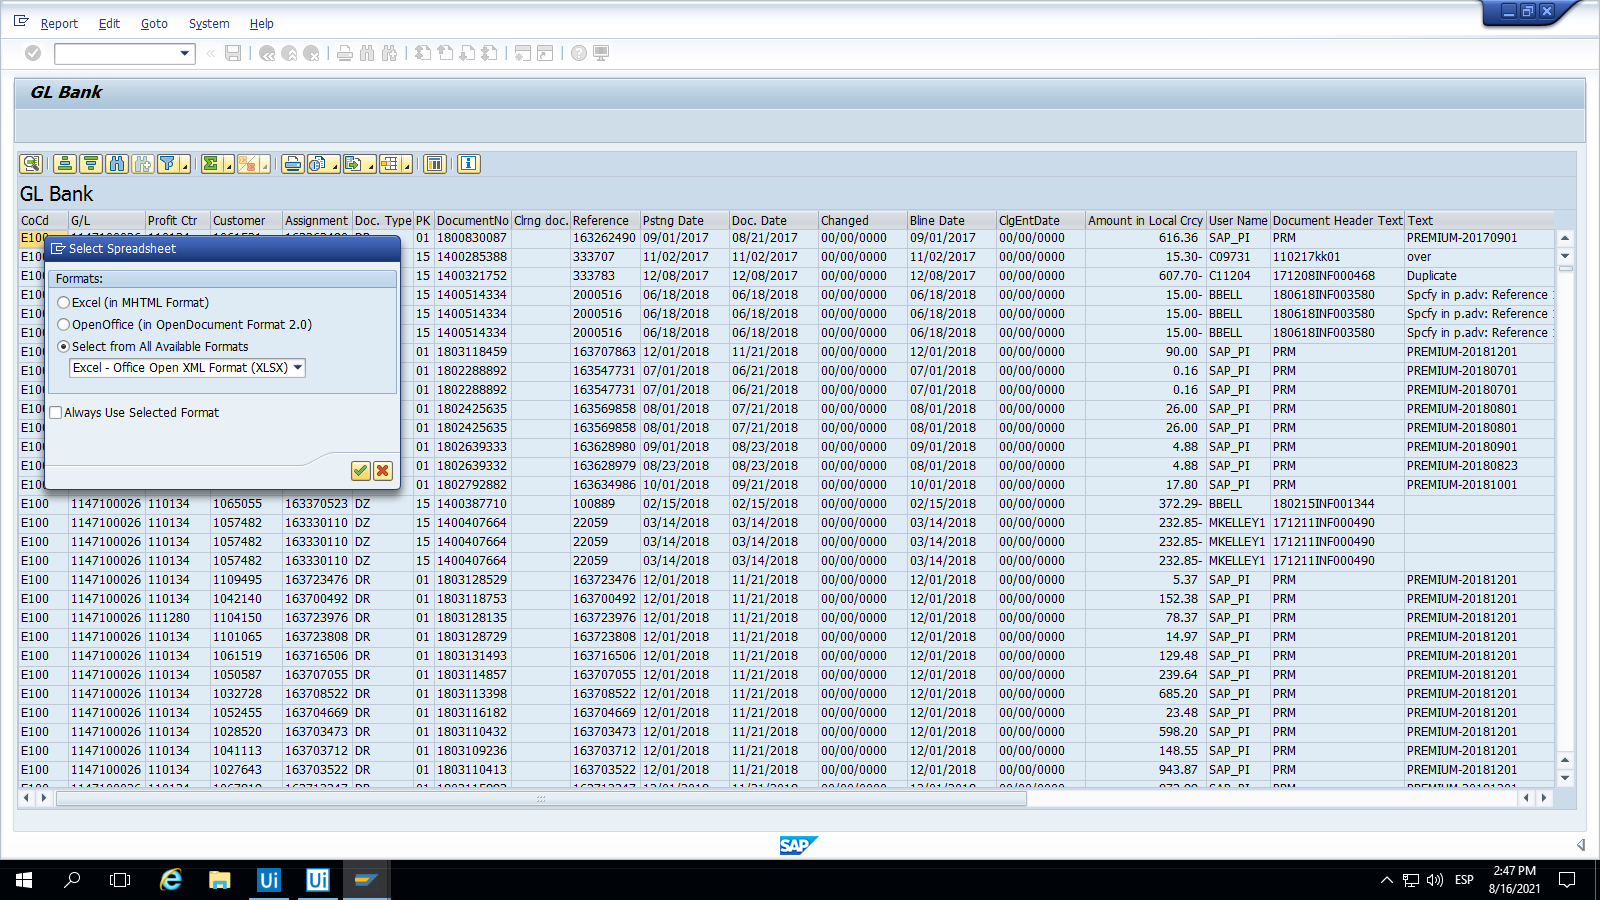 Report Edit Goto System Help
GL Bank
GL Bank
CoCd G/L Profit Ctr Customer Assignment Doc. Type PK DocumentNo Clrng doc. Reference Pstng Date Doc. Date Changed Bline Date ClgEntDate Amount in Local Crcy User Name Document Header Text Text
E100 01 1800830087 163262490 09/01/2017 08/21/2017 00/00/0000 09/01/2017 00/00/0000 616.36 SAP_PI PRM PREMIUM-20170901
Select Spreadsheet
15 1400285388 333707 11/02/2017 11/02/2017 00/00/0000 11/02/2017 00/00/0000 15.30- C09731 110217kk01 over
15 1400321752 333783 12/08/2017 12/08/2017 00/00/0000 12/08/2017 00/00/0000 607.70- C11204 171208INF000468 Duplicate
Formats:
15 1400514334 2000516 06/18/2018 06/18/2018 00/00/0000 06/18/2018 00/00/0000 15.00- BBELL 180618INF003580 Spcfy in p.adv: Reference
Excel (in MHTML Format)
15 1400514334 2000516 06/18/2018 06/18/2018 00/00/0000 06/18/2018 00/00/0000 15.00- BBELL 180618INF003580 Spcfy in p.adv: Reference
OpenOffice (in OpenDocument Format 2.0)
15 1400514334 2000516 06/18/2018 06/18/2018 00/00/0000 06/18/2018 00/00/0000 15.00- BBELL 180618INF003580 Spcfy in p.adv: Reference
Select from All Available Formats
01 1803118459 163707863 12/01/2018 11/21/2018 00/00/0000 12/01/2018 00/00/0000 90.00 SAP_PI PRM PREMIUM-20181201
Excel - Office Open XML Format (XLSX)
01 1802288892 163547731 07/01/2018 06/21/2018 00/00/0000 07/01/2018 00/00/0000 0.16 SAP_PI PRM PREMIUM-20180701
01 1802288892 163547731 07/01/2018 06/21/2018 00/00/0000 07/01/2018 00/00/0000 0.16 SAP_PI PRM PREMIUM-20180701
01 1802425635 163569858 08/01/2018 07/21/2018 00/00/0000 08/01/2018 00/00/0000 26.00 SAP_PI PRM PREMIUM-20180801
Always Use Selected Format
01 1802425635 163569858 08/01/2018 07/21/2018 00/00/0000 08/01/2018 00/00/0000 26.00 SAP_PI PRM PREMIUM-20180801
01 1802639333 163628980 09/01/2018 08/23/2018 00/00/0000 09/01/2018 00/00/0000 4.88 SAP_PI PRM PREMIUM-20180901
01 1802639332 163628979 08/23/2018 08/23/2018 00/00/0000 08/23/2018 00/00/0000 4.88 SAP_PI PRM PREMIUM-20180823
01 1802792882 163634986 10/01/2018 09/21/2018 00/00/0000 10/01/2018 00/00/0000 17.80 SAP_PI PRM PREMIUM-20181001
E100 1147100026 110134 1065055 163370523 DZ 15 1400387710 100889 02/15/2018 02/15/2018 00/00/0000 02/15/2018 00/00/0000 372.29- BBELL 180215INF001344
E100 1147100026 110134 1057482 163330110 DZ 15 1400407664 22059 03/14/2018 03/14/2018 00/00/0000 03/14/2018 00/00/0000 232.85- MKELLEY1 171211INF000490
E100 1147100026 110134 1057482 163330110 DZ 15 1400407664 22059 03/14/2018 03/14/2018 00/00/0000 03/14/2018 00/00/0000 232.85- MKELLEY1 171211INF000490
E100 1147100026 110134 1057482 163330110 DZ 15 1400407664 22059 03/14/2018 03/14/2018 00/00/0000 03/14/2018 00/00/0000 232.85- MKELLEY1 171211INF000490
E100 1147100026 110134 1109495 163723476 DR 01 1803128529 163723476 12/01/2018 11/21/2018 00/00/0000 12/01/2018 00/00/0000 5.37 SAP_PI PRM PREMIUM-20181201
E100 1147100026 110134 1042140 163700492 DR 01 1803118753 163700492 12/01/2018 11/21/2018 00/00/0000 12/01/2018 00/00/0000 152.38 SAP_PI PRM PREMIUM-20181201
E100 1147100026 111280 1104150 163723976 DR 01 1803128135 163723976 12/01/2018 11/21/2018 00/00/0000 12/01/2018 00/00/0000 78.37 SAP_PI PRM PREMIUM-20181201
E100 1147100026 110134 1101065 163723808 DR 01 1803128729 163723808 12/01/2018 11/21/2018 00/00/0000 12/01/2018 00/00/0000 14.97 SAP_PI PRM PREMIUM-20181201
E100 1147100026 110134 1061519 163716506 DR 01 1803131493 163716506 12/01/2018 11/21/2018 00/00/0000 12/01/2018 00/00/0000 129.48 SAP_PI PRM PREMIUM-20181201
E100 1147100026 110134 1050587 163707055 DR 01 1803114857 163707055 12/01/2018 11/21/2018 00/00/0000 12/01/2018 00/00/0000 239.64 SAP_PI PRM PREMIUM-20181201
E100 1147100026 110134 1032728 163708522 DR 01 1803113398 163708522 12/01/2018 11/21/2018 00/00/0000 12/01/2018 00/00/0000 685.20 SAP_PI PRM PREMIUM-20181201
E100 1147100026 110134 1052455 163704669 DR 01 1803116182 163704669 12/01/2018 11/21/2018 00/00/0000 12/01/2018 00/00/0000 23.48 SAP_PI PRM PREMIUM-20181201
E100 1147100026 110134 1028520 163703473 DR 01 1803110432 163703473 12/01/2018 11/21/2018 00/00/0000 12/01/2018 00/00/0000 598.20 SAP_PI PRM PREMIUM-20181201
E100 1147100026 110134 1041113 163703712 DR 01 1803109236 163703712 12/01/2018 11/21/2018 00/00/0000 12/01/2018 00/00/0000 148.55 SAP_PI PRM PREMIUM-20181201
E100 1147100026 110134 1027643 163703522 DR 01 1803110413 163703522 12/01/2018 11/21/2018 00/00/0000 12/01/2018 00/00/0000 943.87 SAP_PI PRM PREMIUM-20181201
SAP
Ui Ui ESP 2:47 PM
8/16/2021